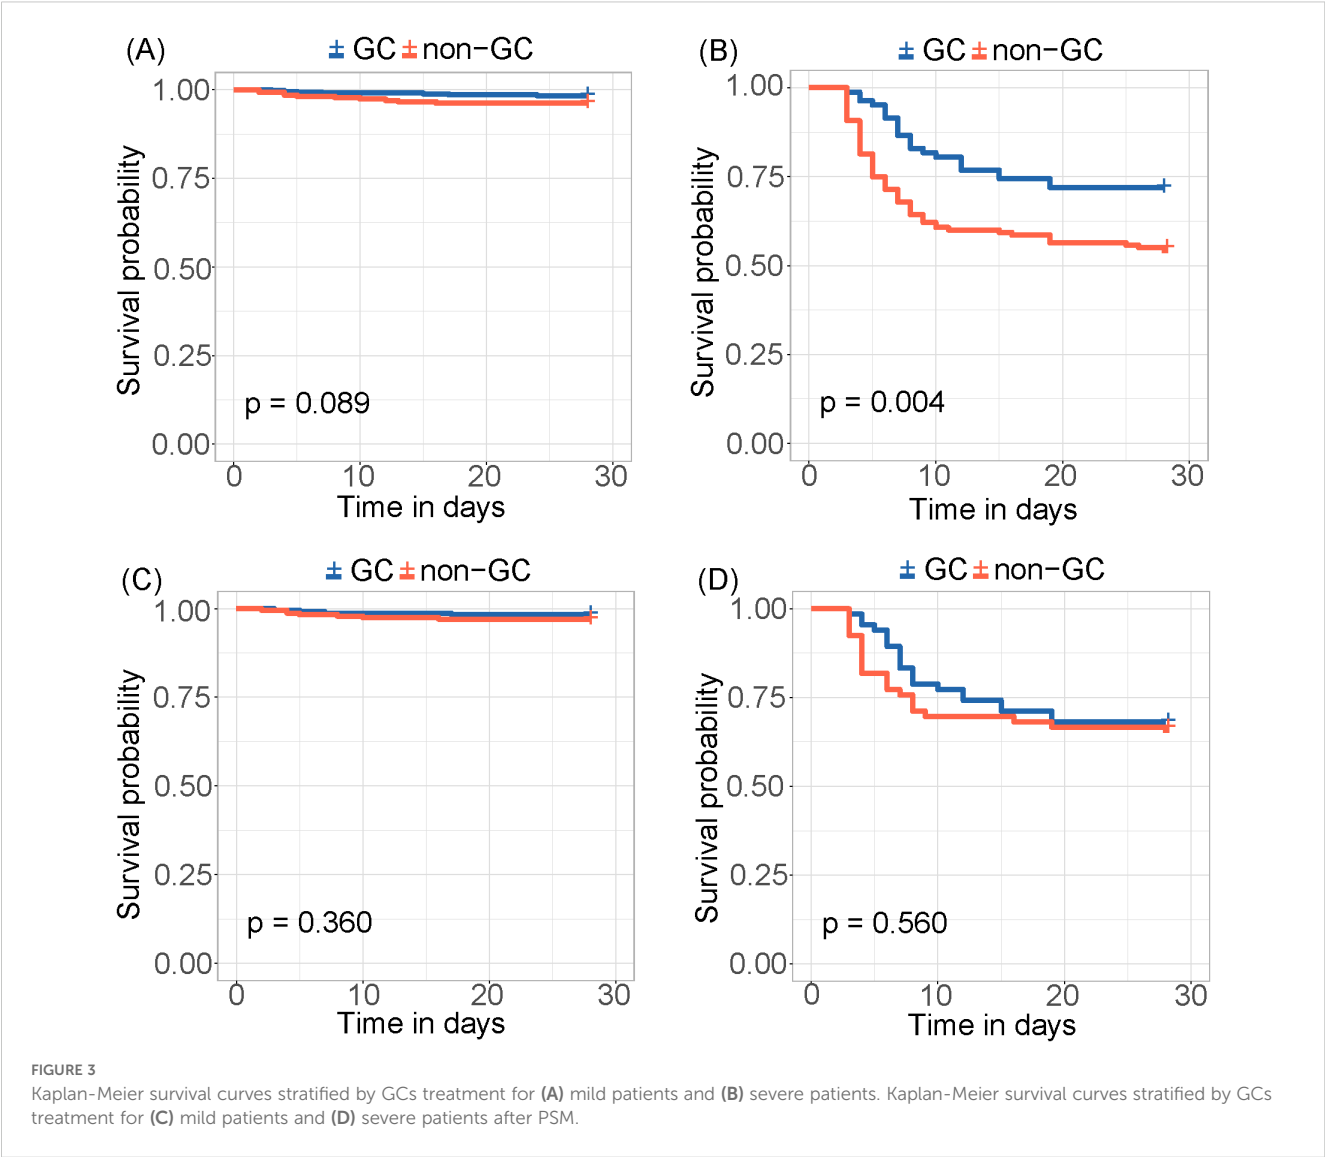 (A)
GC non−GC
Survival probability
1.00
0.75
0.50
0.25
0.00
p = 0.089
0 10 20 30
Time in days
(B)
GC non−GC
Survival probability
1.00
0.75
0.50
0.25
0.00
p = 0.004
0 10 20 30
Time in days
(C)
GC non−GC
Survival probability
1.00
0.75
0.50
0.25
0.00
p = 0.360
0 10 20 30
Time in days
(D)
GC non−GC
Survival probability
1.00
0.75
0.50
0.25
0.00
p = 0.560
0 10 20 30
Time in days
FIGURE 3
Kaplan-Meier survival curves stratified by GCs treatment for (A) mild patients and (B) severe patients. Kaplan-Meier survival curves stratified by GCs
treatment for (C) mild patients and (D) severe patients after PSM.